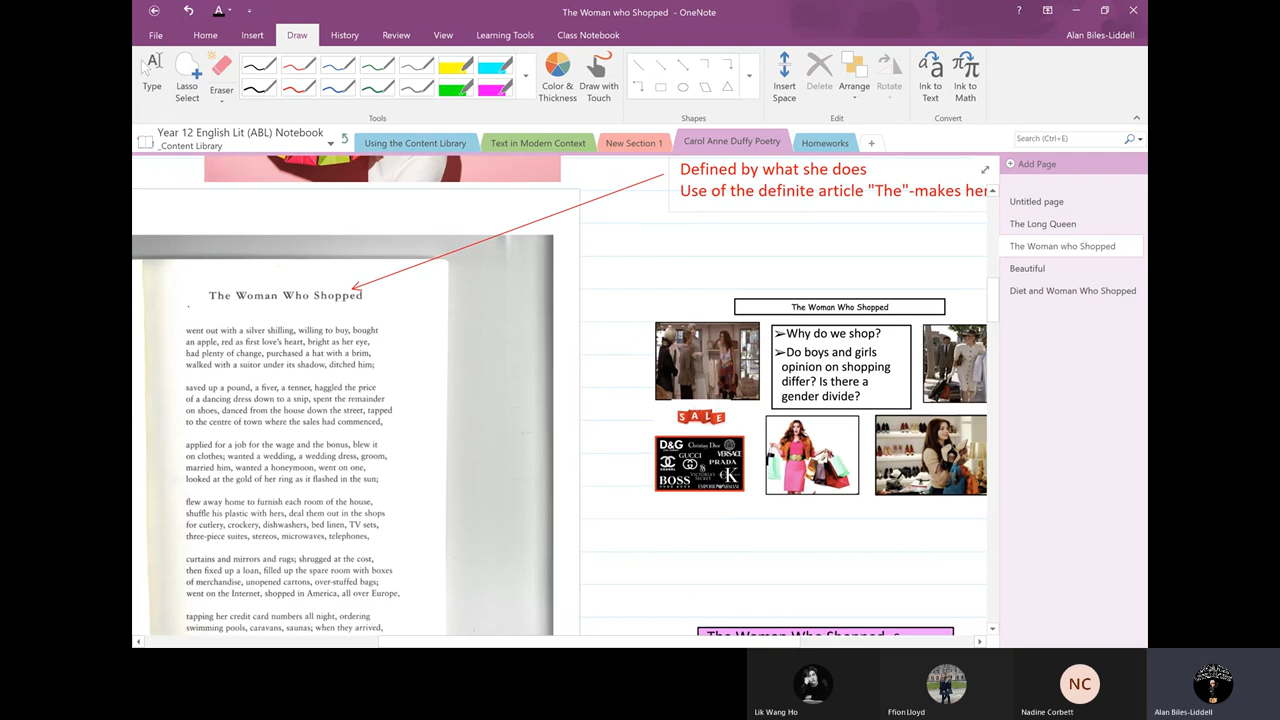 The Woman who Shopped - OneNote
?
File Home Insert Draw History Review View Learning Tools Class Notebook
Alan Biles-Liddell
Type
Lasso Select
Eraser
Color & Thickness
Draw with Touch
Insert Space
Delete
Arrange
Rotate
Ink to Text
Ink to Math
Tools
Shapes
Edit
Convert
Year 12 English Lit (ABL) Notebook
_Content Library
Using the Content Library
Text in Modern Context
New Section 1
Carol Anne Duffy Poetry
Homeworks
+
Search (Ctrl+E)
Add Page
Untitled page
The Long Queen
The Woman who Shopped
Beautiful
Diet and Woman Who Shopped
Defined by what she does
Use of the definite article "The"-makes her
The Woman Who Shopped
went out with a silver shilling, willing to buy, bought
an apple, red as first love's heart, bright as her eye,
had plenty of change, purchased a hat with a brim,
walked with a suitor under its shadow, ditched him;
saved up a pound, a fiver, a tenner, haggled the price
of a dancing dress down to a snip, spent the remainder
on shoes, danced from the house down the street, tapped
to the centre of town where the sales had commenced,
applied for a job for the wage and the bonus, blew it
on clothes; wanted a wedding, a wedding dress, groom,
married him, wanted a honeymoon, went on one,
looked at the gold of her ring as it flashed in the sun;
flew away home to furnish each room of the house,
shuffle his plastic with hers, deal them out in the shops
for cutlery, crockery, dishwashers, bed linen, TV sets,
three-piece suites, stereos, microwaves, telephones,
curtains and mirrors and rugs; shrugged at the cost,
then fixed up a loan, filled up the spare room with boxes
of merchandise, unopened cartons, over-stuffed bags;
went on the Internet, shopped in America, all over Europe,
tapping her credit card numbers all night, ordering
swimming pools, caravans, saunas; when they arrived,
The Woman Who Shopped
➢Why do we shop?
➢Do boys and girls
opinion on shopping
differ? Is there a
gender divide?
SALE
D&G Christian Dior
GUCCI VERSACE
CHANEL PRADA
VICTORIA'S SECRET CK
BOSS EMPORIO ARMANI
The Woman Who Shopped
Lik Wang Ho
Ffion Lloyd
NC
Nadine Corbett
Alan Biles-Liddell